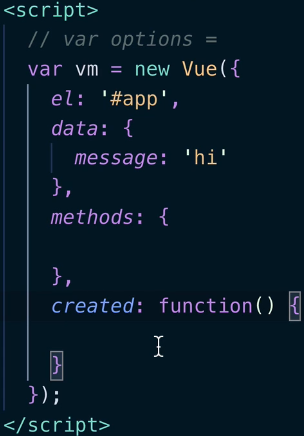 <script>
// var options =
var vm = new Vue({
el: '#app',
data: {
message: 'hi'
},
methods: {
},
created: function() {
}
});
</script>